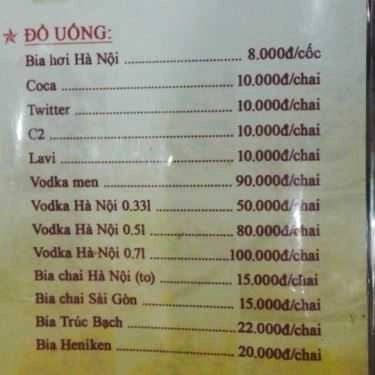 ★ ĐỒ UỐNG:
Bia hơi Hà Nội ........ 8.000đ/cốc
Coca ........ 10.000đ/chai
Twitter ........ 10.000đ/chai
C2 ........ 10.000đ/chai
Lavi ........ 10.000đ/chai
Vodka men ........ 90.000đ/chai
Vodka Hà Nội 0.33l ........ 50.000đ/chai
Vodka Hà Nội 0.5l ........ 80.000đ/chai
Vodka Hà Nội 0.7l ........ 100.000đ/chai
Bia chai Hà Nội (to) ........ 15.000đ/chai
Bia chai Sài Gòn ........ 15.000đ/chai
Bia Trúc Bạch ........ 22.000đ/chai
Bia Heniken ........ 20.000đ/chai